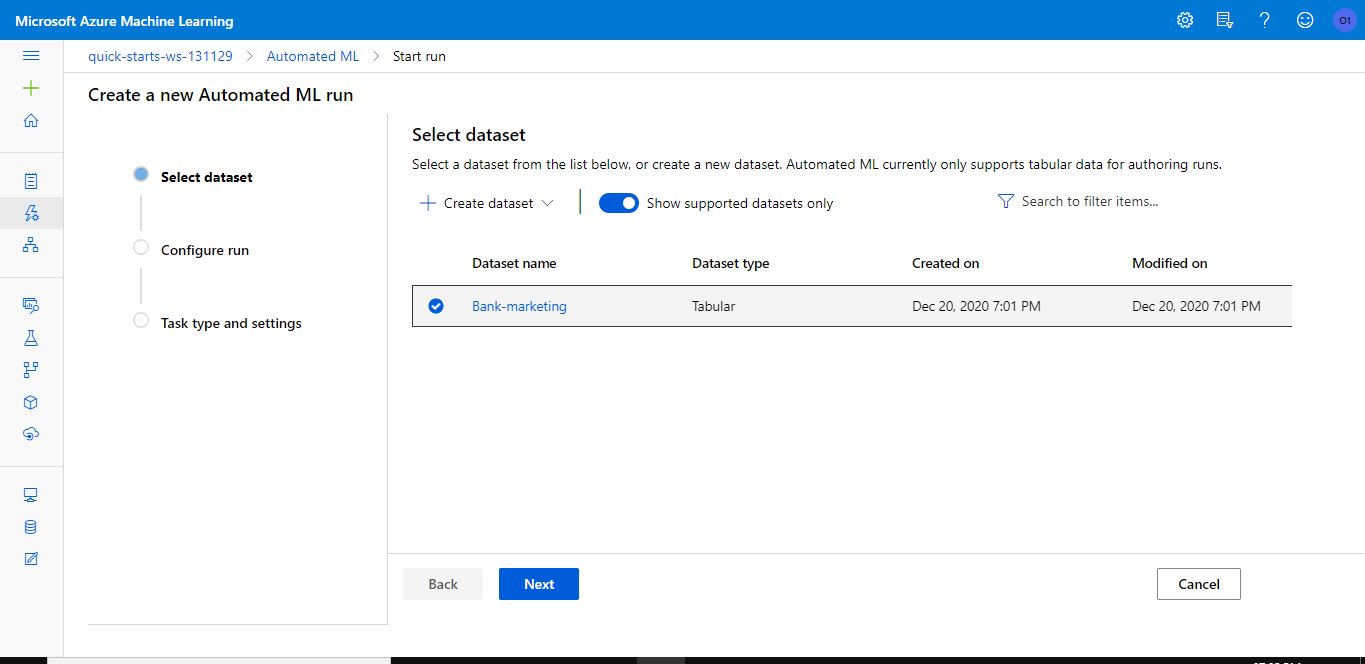 Microsoft Azure Machine Learning
O1
quick-starts-ws-131129 > Automated ML > Start run
Create a new Automated ML run
Select dataset
Configure run
Task type and settings
Select dataset
Select a dataset from the list below, or create a new dataset. Automated ML currently only supports tabular data for authoring runs.
Create dataset Show supported datasets only Search to filter items...
Dataset name Dataset type Created on Modified on
Bank-marketing Tabular Dec 20, 2020 7:01 PM Dec 20, 2020 7:01 PM
Back Next Cancel